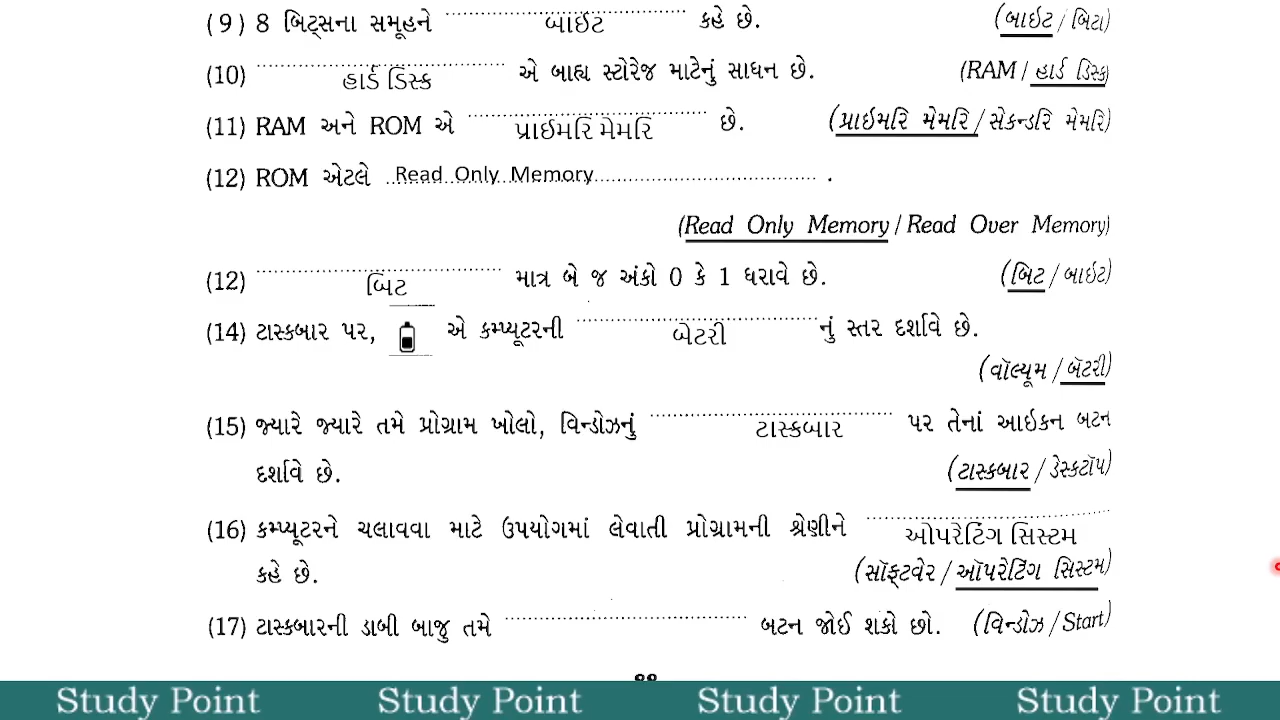 (9) 8 બિટ્સના સમૂહને બાઈટ કહે છે. (બાઇટ / બિટા)
(10) હાર્ડ ડિસ્ક એ બાહ્ય સ્ટોરેજ માટેનું સાધન છે. (RAM / હાર્ડ ડિસ્ક)
(11) RAM અને ROM એ પ્રાઈમરિ મેમરિ છે. (પ્રાઇમરિ મેમરિ / સેકન્ડરિ મેમરિ)
(12) ROM એટલે Read Only Memory .
(Read Only Memory / Read Over Memory)
(12) બિટ માત્ર બે જ અંકો 0 કે 1 ધરાવે છે. (બિટ / બાઇટ)
(14) ટાસ્કબાર પર, એ કમ્પ્યૂટરની બેટરી નું સ્તર દર્શાવે છે.
(વૉલ્યૂમ / બૅટરી)
(15) જ્યારે જ્યારે તમે પ્રોગ્રામ ખોલો, વિન્ડોઝનું ટાસ્કબાર પર તેનાં આઇકન બટન
દર્શાવે છે. (ટાસ્કબાર / ડેસ્કટૉપ)
(16) કમ્પ્યૂટરને ચલાવવા માટે ઉપયોગમાં લેવાતી પ્રોગ્રામની શ્રેણીને ઓપરેટિંગ સિસ્ટમ
કહે છે. (સૉફ્ટવેર / ઑપરેટિંગ સિસ્ટમ)
(17) ટાસ્કબારની ડાબી બાજુ તમે બટન જોઈ શકો છો. (વિન્ડોઝ / Start)
Study Point Study Point Study Point Study Point